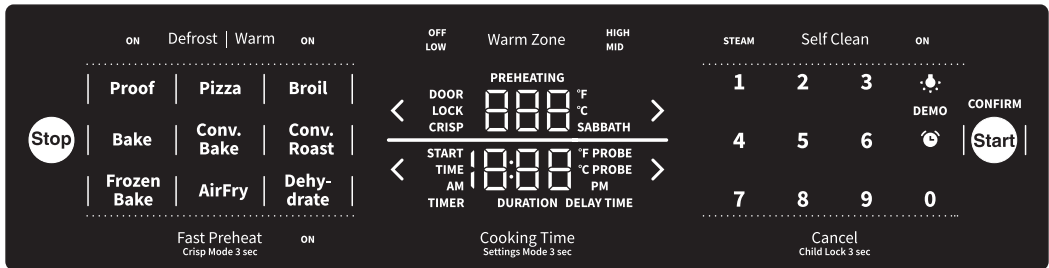 ON Defrost | Warm ON
OFF
LOW
Warm Zone
HIGH
MID
STEAM Self Clean ON
Stop
Proof Pizza Broil
Bake Conv. Bake Conv. Roast
Frozen Bake AirFry Dehy-drate
Fast Preheat ON
Crisp Mode 3 sec
PREHEATING
DOOR
LOCK
CRISP
888
°F
°C
SABBATH
START
TIME
AM
TIMER
18:88
°F PROBE
°C PROBE
PM
DURATION DELAY TIME
Cooking Time
Settings Mode 3 sec
1 2 3
DEMO
4 5 6
7 8 9 0
Cancel
Child Lock 3 sec
CONFIRM
Start